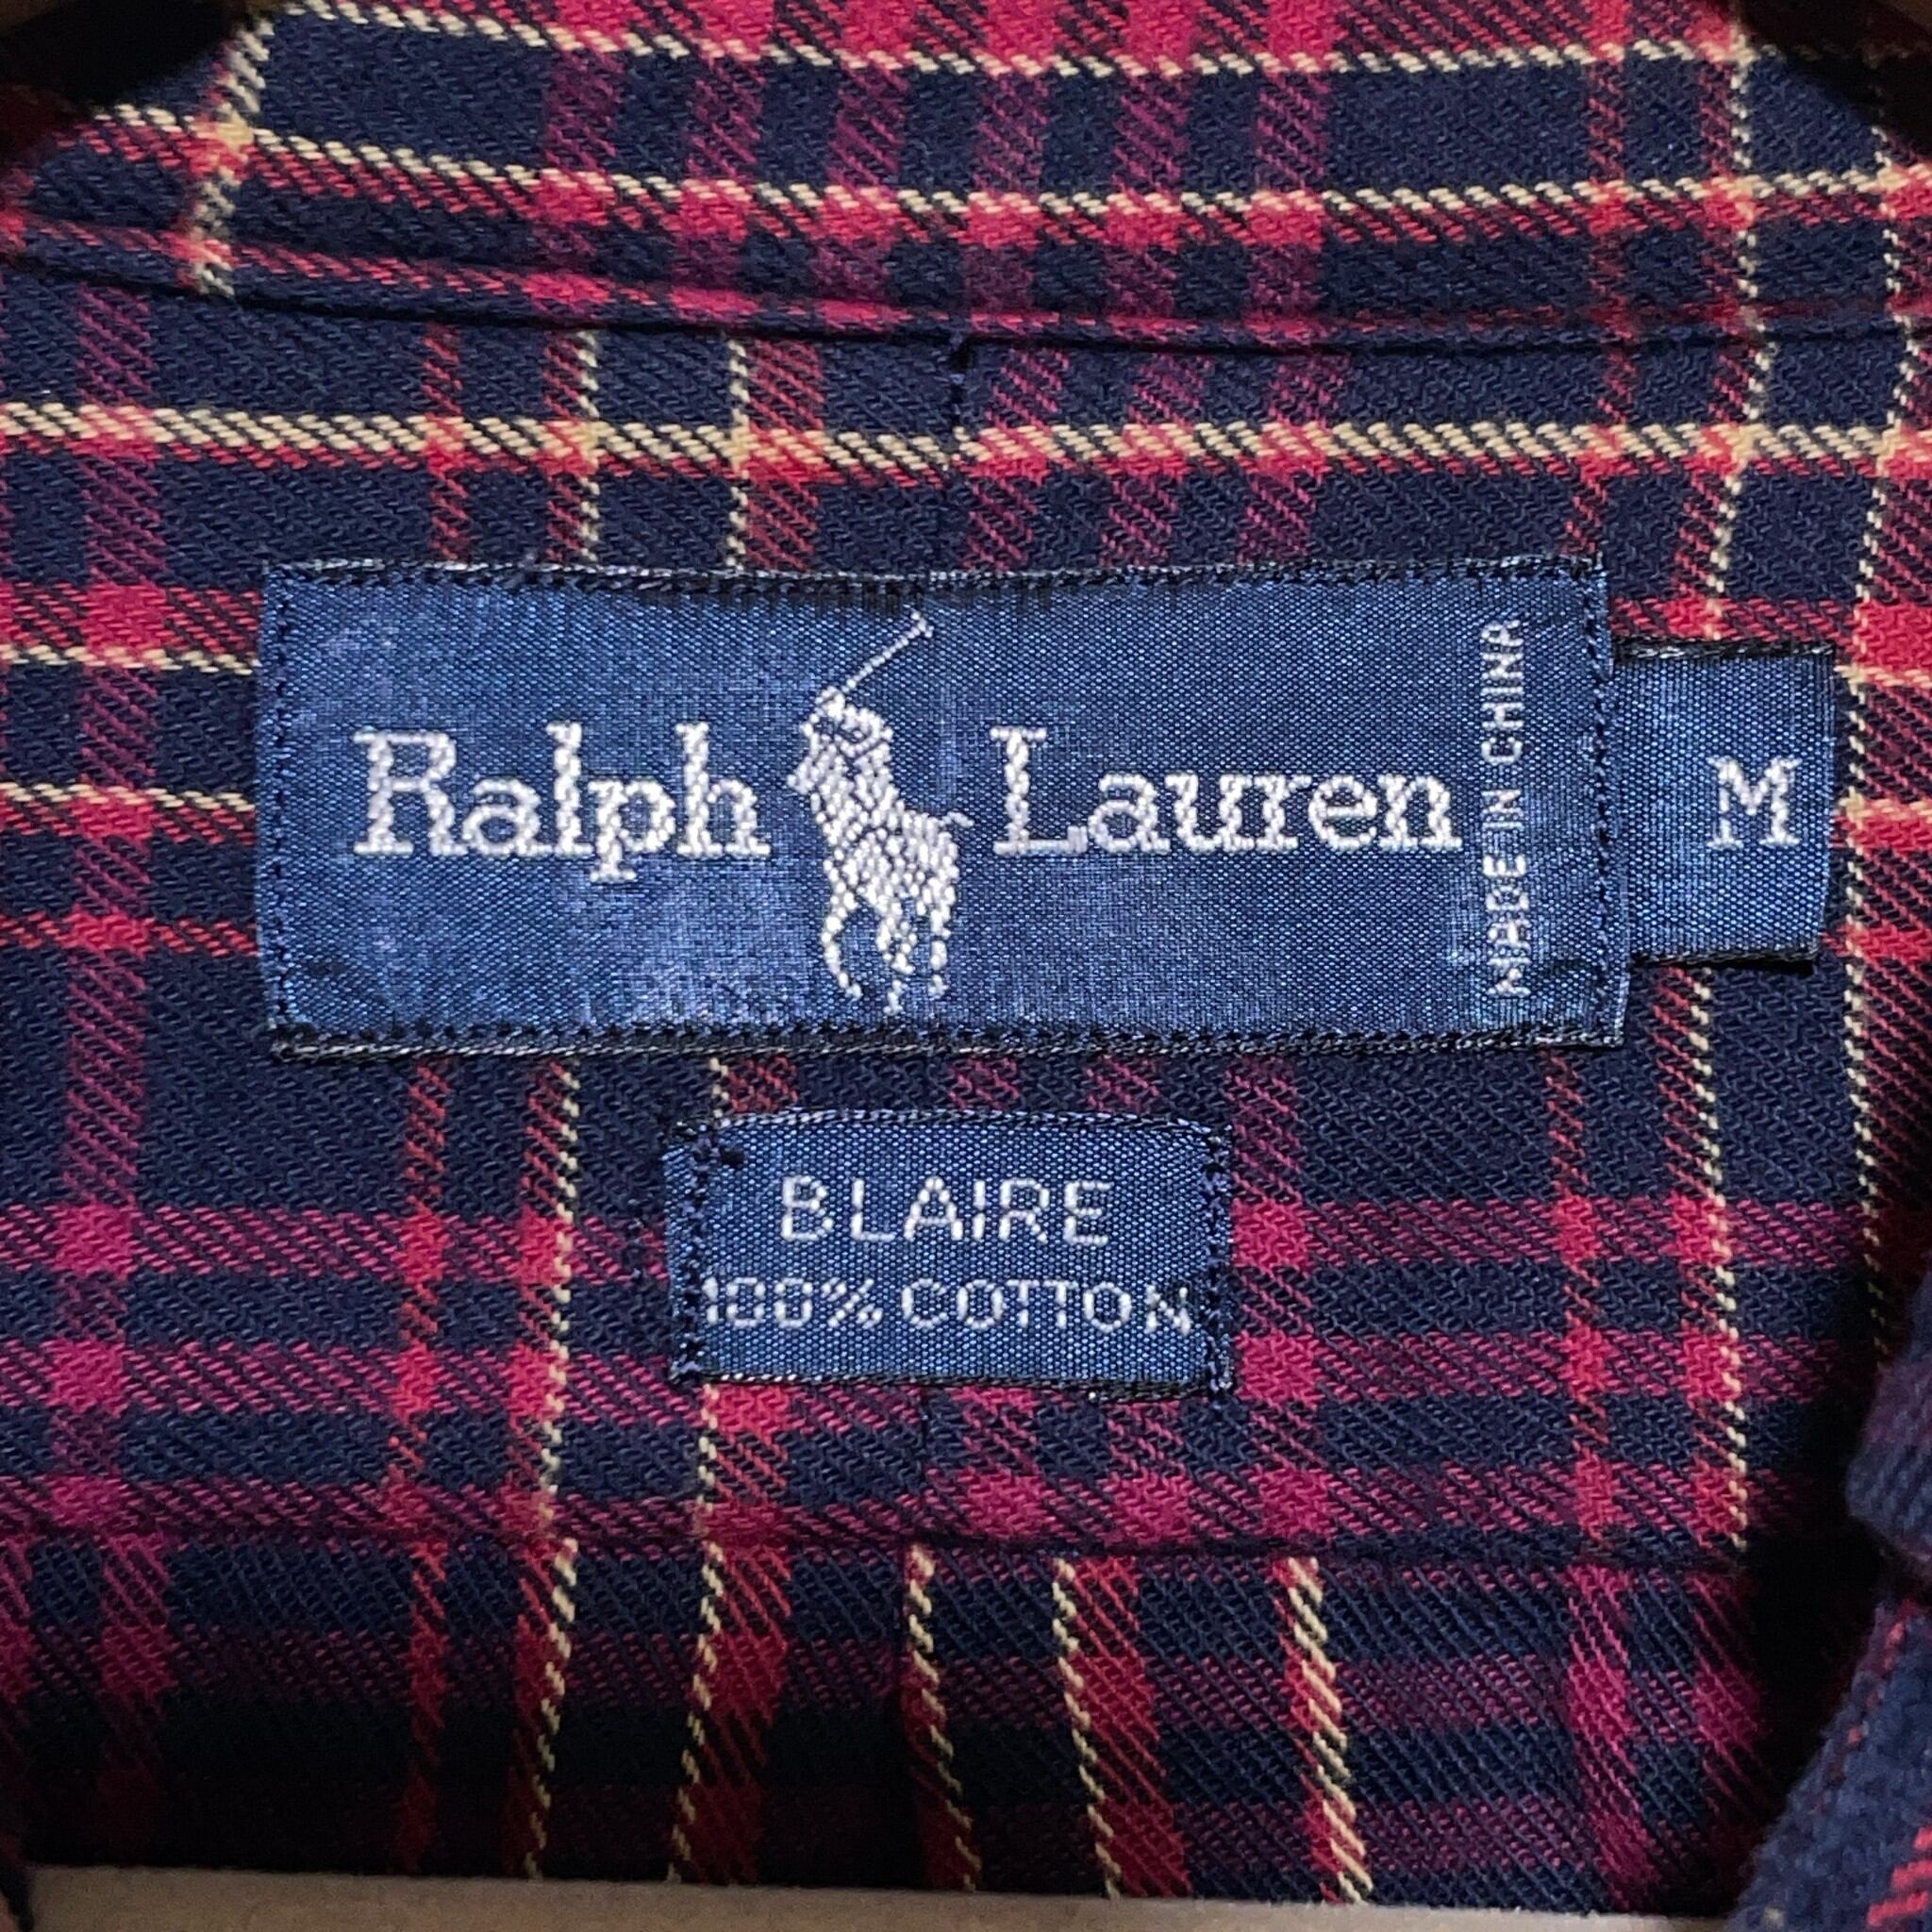 Ralph Lauren
MADE IN CHINA
M
BLAIRE
100% COTTON